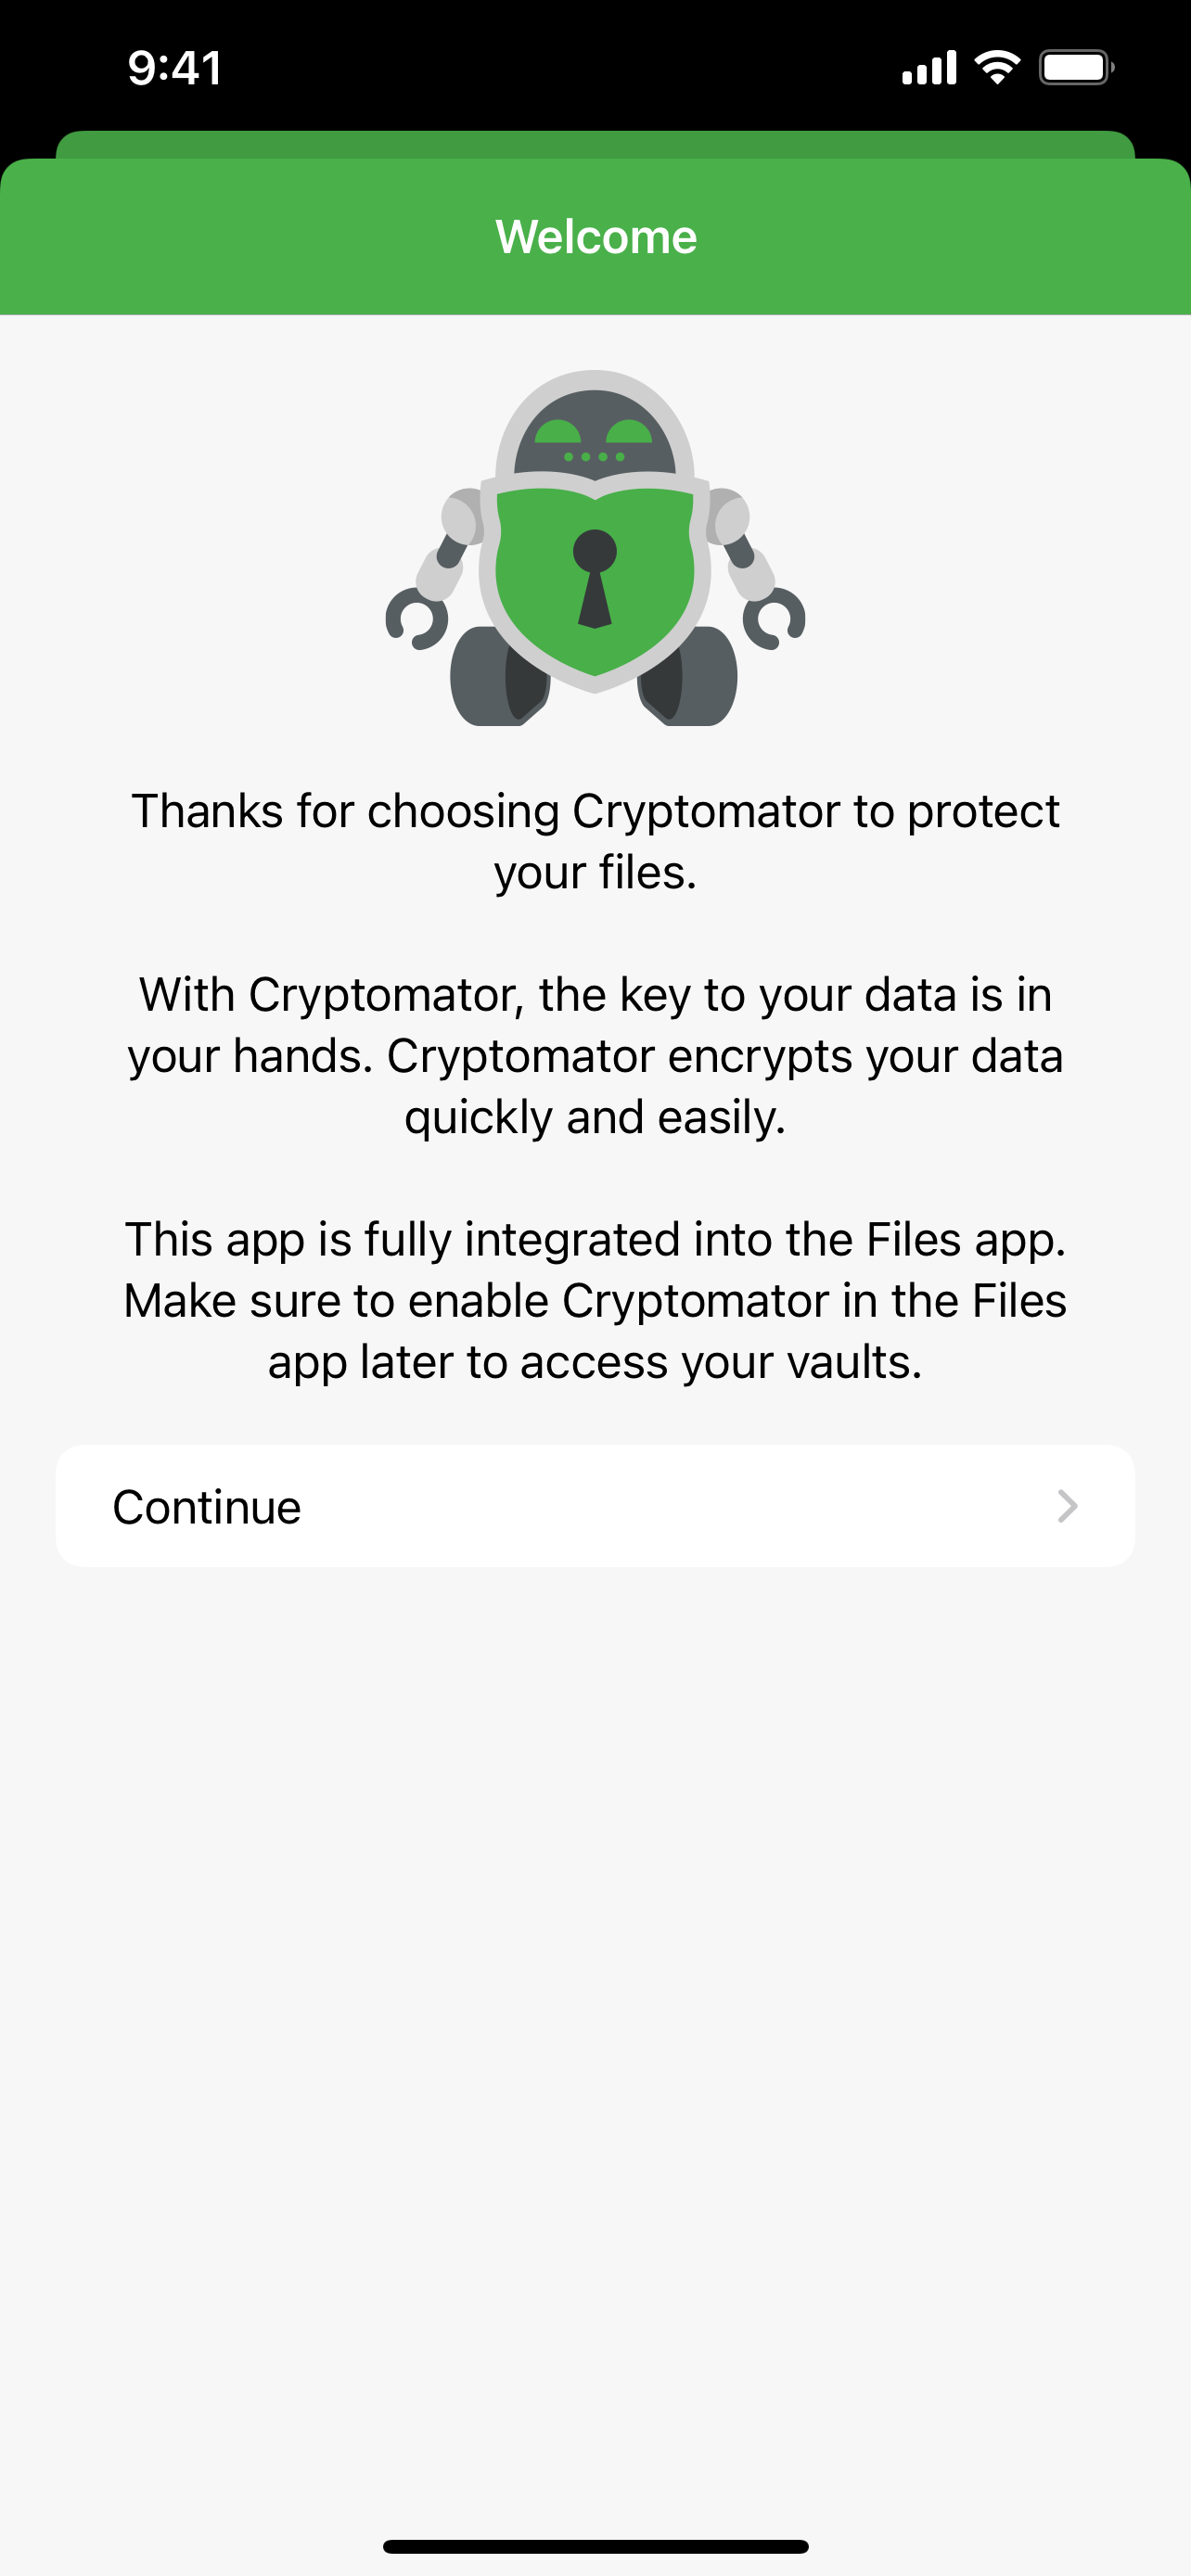 9:41
Welcome
Thanks for choosing Cryptomator to protect
your files.
With Cryptomator, the key to your data is in
your hands. Cryptomator encrypts your data
quickly and easily.
This app is fully integrated into the Files app.
Make sure to enable Cryptomator in the Files
app later to access your vaults.
Continue